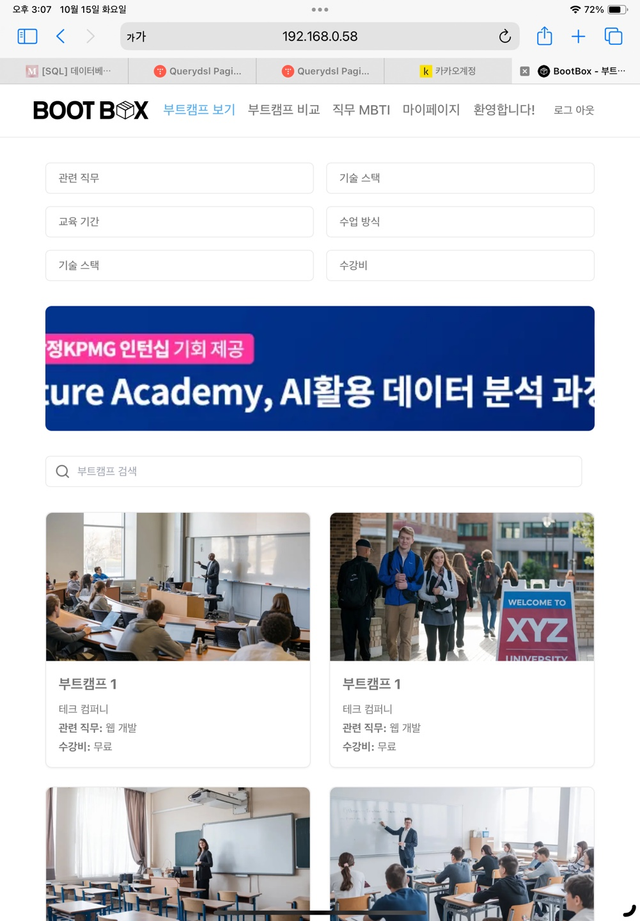 오후 3:07 10월 15일 화요일
72%
가가
192.168.0.58
[SQL] 데이터베…
Querydsl Pagi…
Querydsl Pagi…
k 카카오계정
BootBox - 부트…
BOOT BOX 부트캠프 보기 부트캠프 비교 직무 MBTI 마이페이지 환영합니다! 로그 아웃
관련 직무 기술 스택
교육 기간 수업 방식
기술 스택 수강비
정KPMG 인턴십 기회 제공
ture Academy, AI활용 데이터 분석 과정
부트캠프 검색
WELCOME TO
XYZ
UNIVERSITY
부트캠프 1
테크 컴퍼니
관련 직무: 웹 개발
수강비: 무료
부트캠프 1
테크 컴퍼니
관련 직무: 웹 개발
수강비: 무료